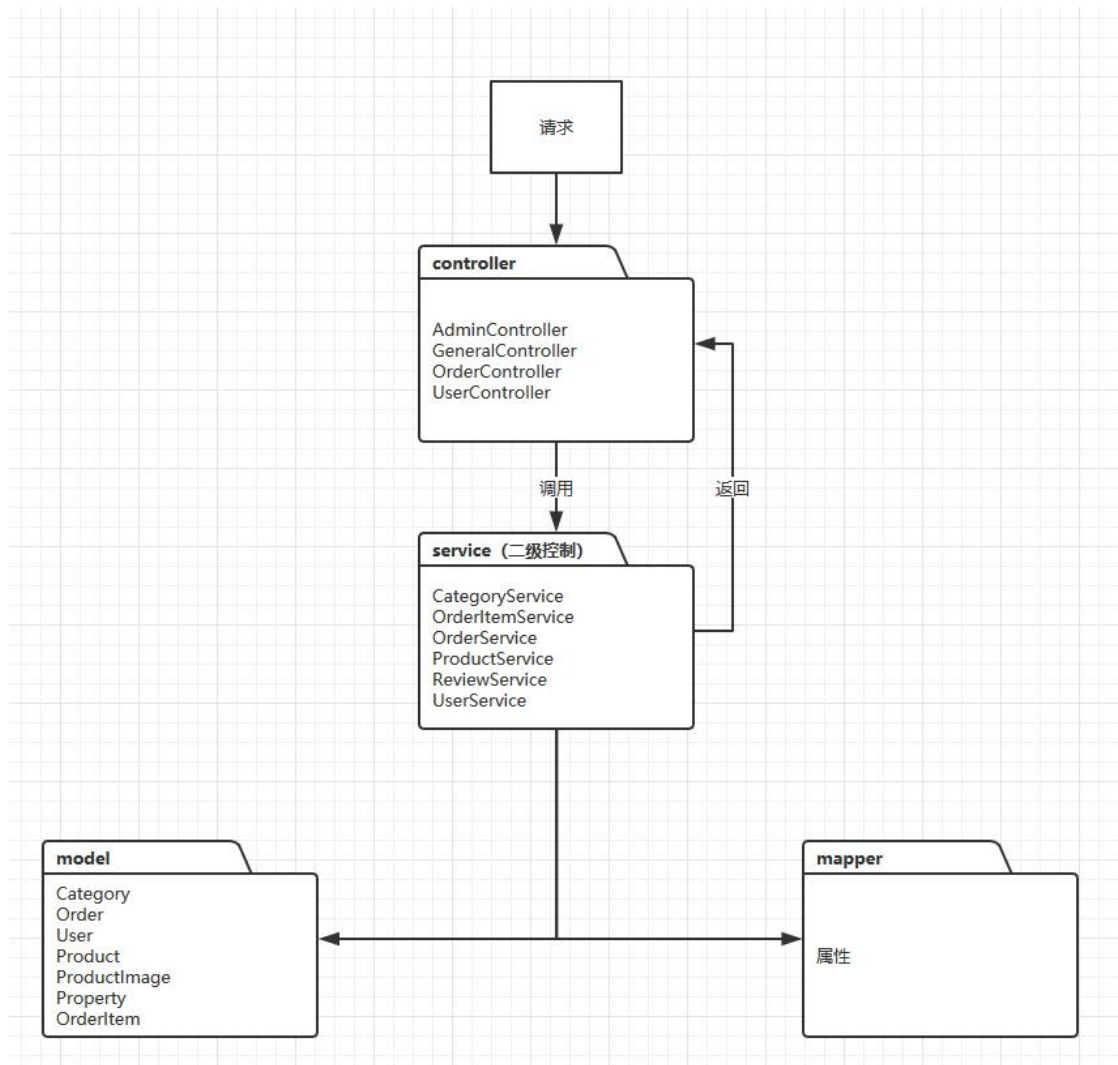 请求
controller
AdminController
GeneralController
OrderController
UserController
调用
返回
service（二级控制）
CategoryService
OrderItemService
OrderService
ProductService
ReviewService
UserService
model
Category
Order
User
Product
ProductImage
Property
OrderItem
mapper
属性